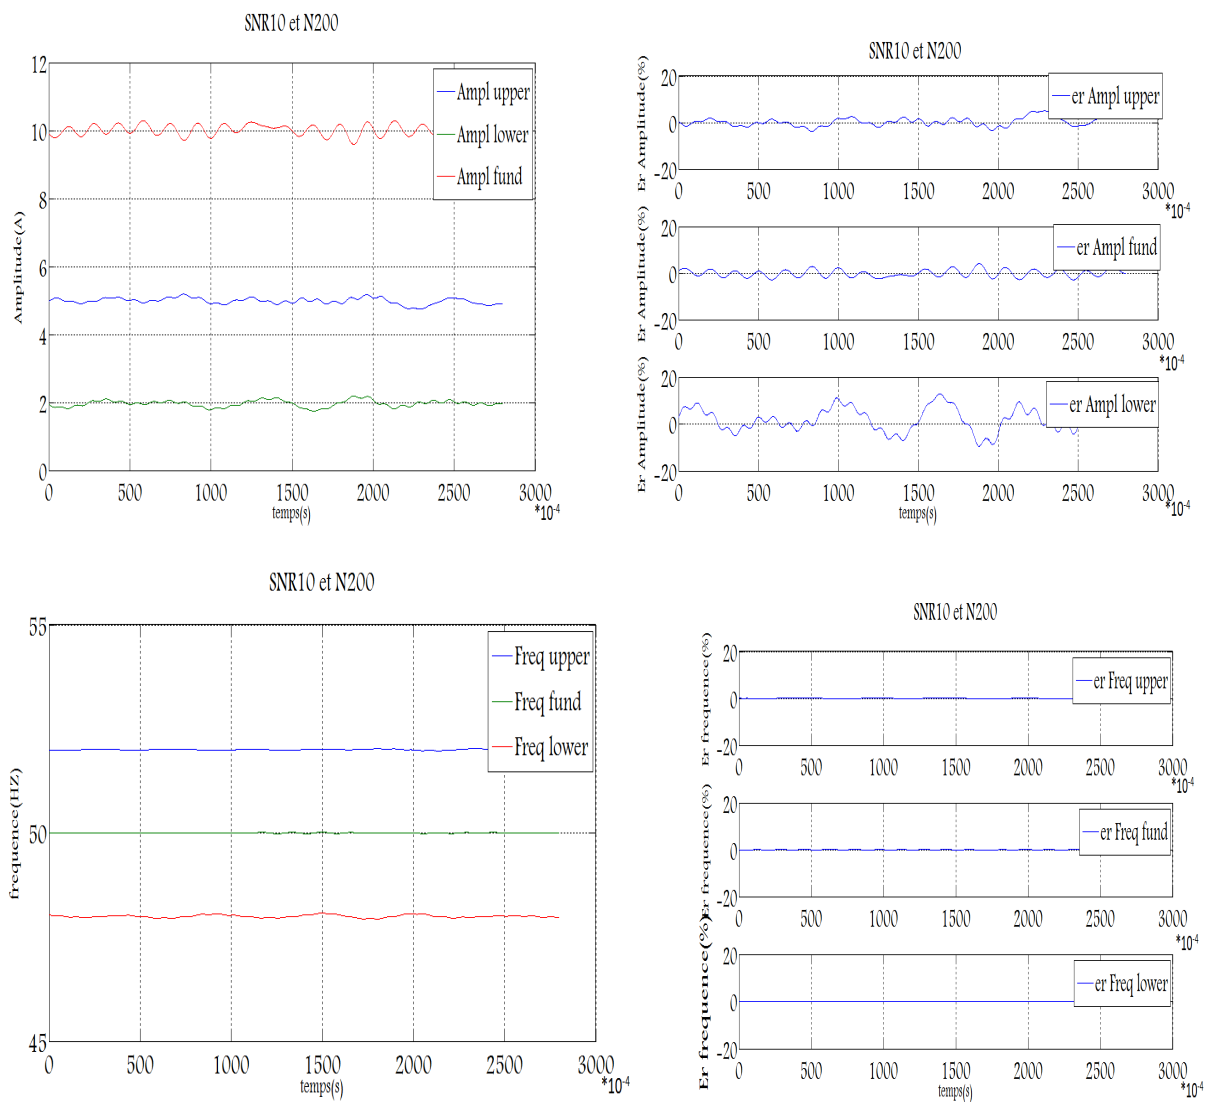 SNR10 et N200
12
10
8
6
4
2
0
Amplitude(A)
Ampl upper
Ampl lower
Ampl fund
0 500 1000 1500 2000 2500 3000
temps(s)
*10-4
SNR10 et N200
Er Amplitude(%)
20
0
-20
er Ampl upper
0 500 1000 1500 2000 2500 3000
*10-4
Er Amplitude(%)
20
0
-20
er Ampl fund
0 500 1000 1500 2000 2500 3000
*10-4
Er Amplitude(%)
20
0
-20
er Ampl lower
0 500 1000 1500 2000 2500 3000
temps(s)
*10-4
SNR10 et N200
55
50
45
frequence(HZ)
Freq upper
Freq fund
Freq lower
0 500 1000 1500 2000 2500 3000
temps(s)
*10-4
SNR10 et N200
Er frequence(%)
20
0
-20
er Freq upper
0 500 1000 1500 2000 2500 3000
*10-4
Er frequence(%)
20
0
-20
er Freq fund
0 500 1000 1500 2000 2500 3000
*10-4
Er frequence(%)
20
0
-20
er Freq lower
0 500 1000 1500 2000 2500 3000
temps(s)
*10-4